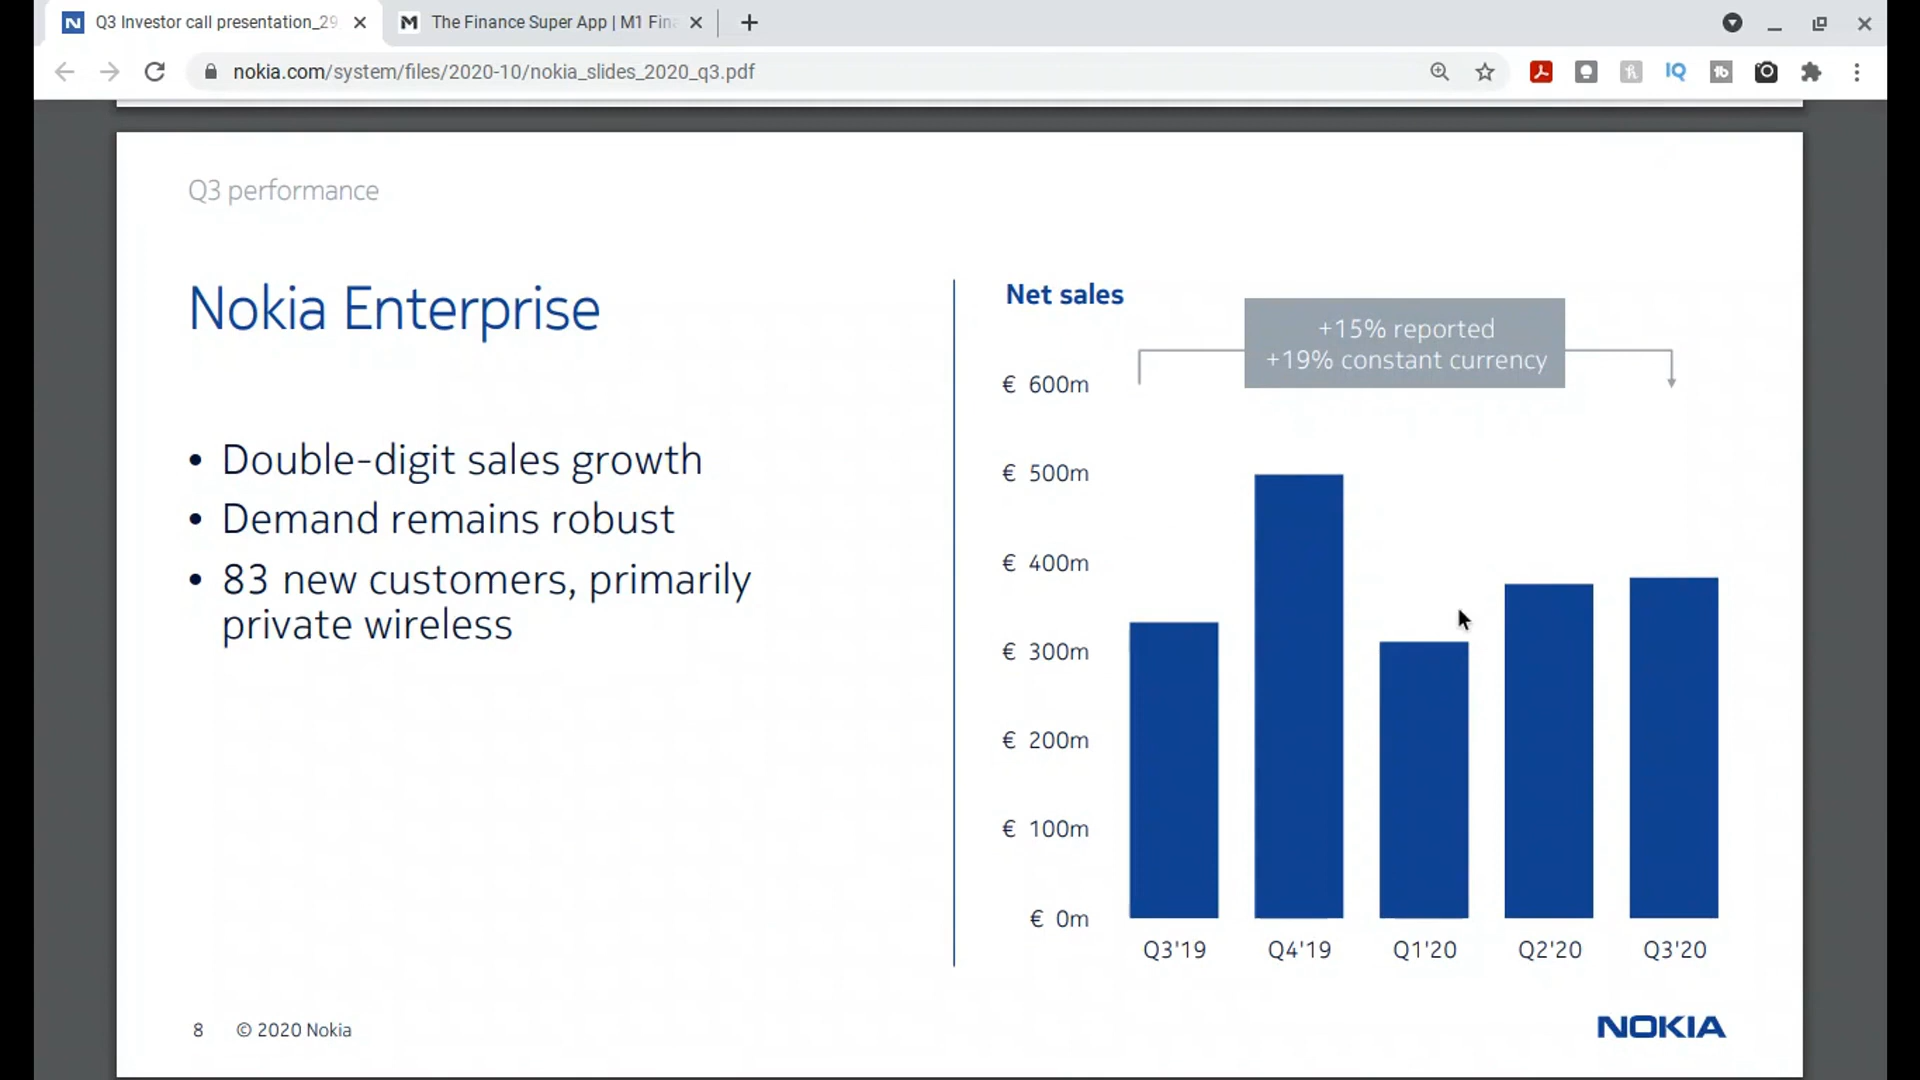 Q3 Investor call presentation_29
The Finance Super App | M1 Fin
nokia.com/system/files/2020-10/nokia_slides_2020_q3.pdf
Q3 performance
Nokia Enterprise
• Double-digit sales growth
• Demand remains robust
• 83 new customers, primarily
private wireless
Net sales
+15% reported
+19% constant currency
€ 600m
€ 500m
€ 400m
€ 300m
€ 200m
€ 100m
€ 0m
Q3'19 Q4'19 Q1'20 Q2'20 Q3'20
8 © 2020 Nokia
NOKIA